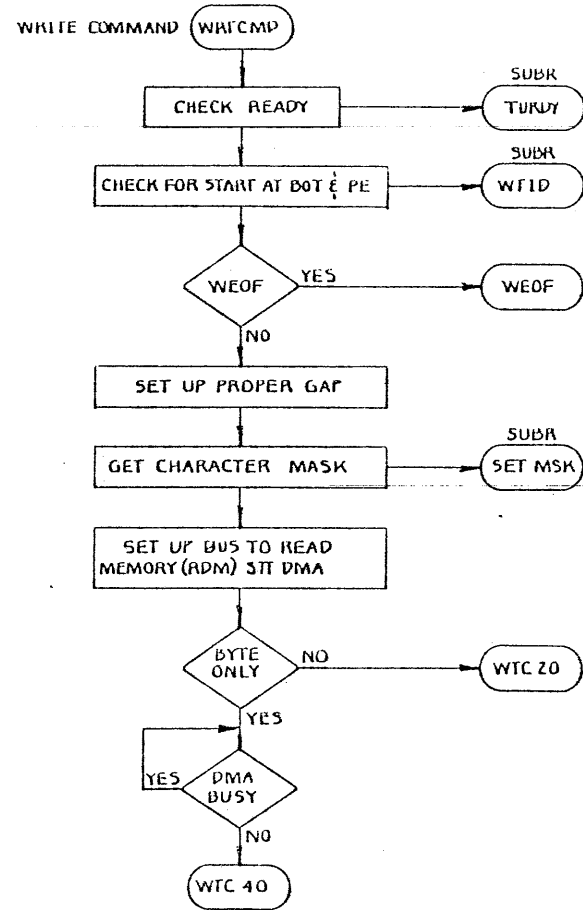 WRITE COMMAND WRTCMD
SUBR
CHECK READY TURDY
SUBR
CHECK FOR START AT BOT & PE WTID
WEOF YES WEOF
NO
SET UP PROPER GAP
SUBR
GET CHARACTER MASK SET MSK
SET UP BUS TO READ
MEMORY (RDM) STT DMA
BYTE
ONLY NO WTC 20
YES
YES DMA
BUSY
NO
WTC 40